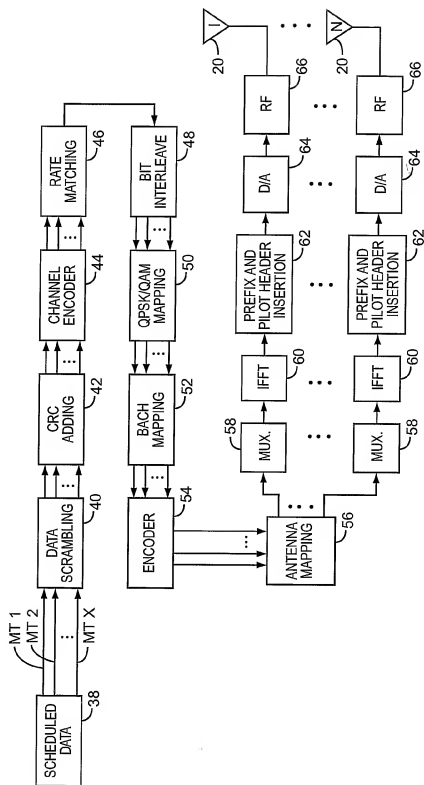 SCHEDULED
DATA
38
MT 1
MT 2
MT X
DATA
SCRAMBLING
40
CRC
ADDING
42
CHANNEL
ENCODER
44
RATE
MATCHING
46
BIT
INTERLEAVE
48
QPSK/QAM
MAPPING
50
BACH
MAPPING
52
ENCODER
54
ANTENNA
MAPPING
56
MUX.
58
IFFT
60
PREFIX AND
PILOT HEADER
INSERTION
62
D/A
64
RF
66
1
20
MUX.
58
IFFT
60
PREFIX AND
PILOT HEADER
INSERTION
62
D/A
64
RF
66
N
20